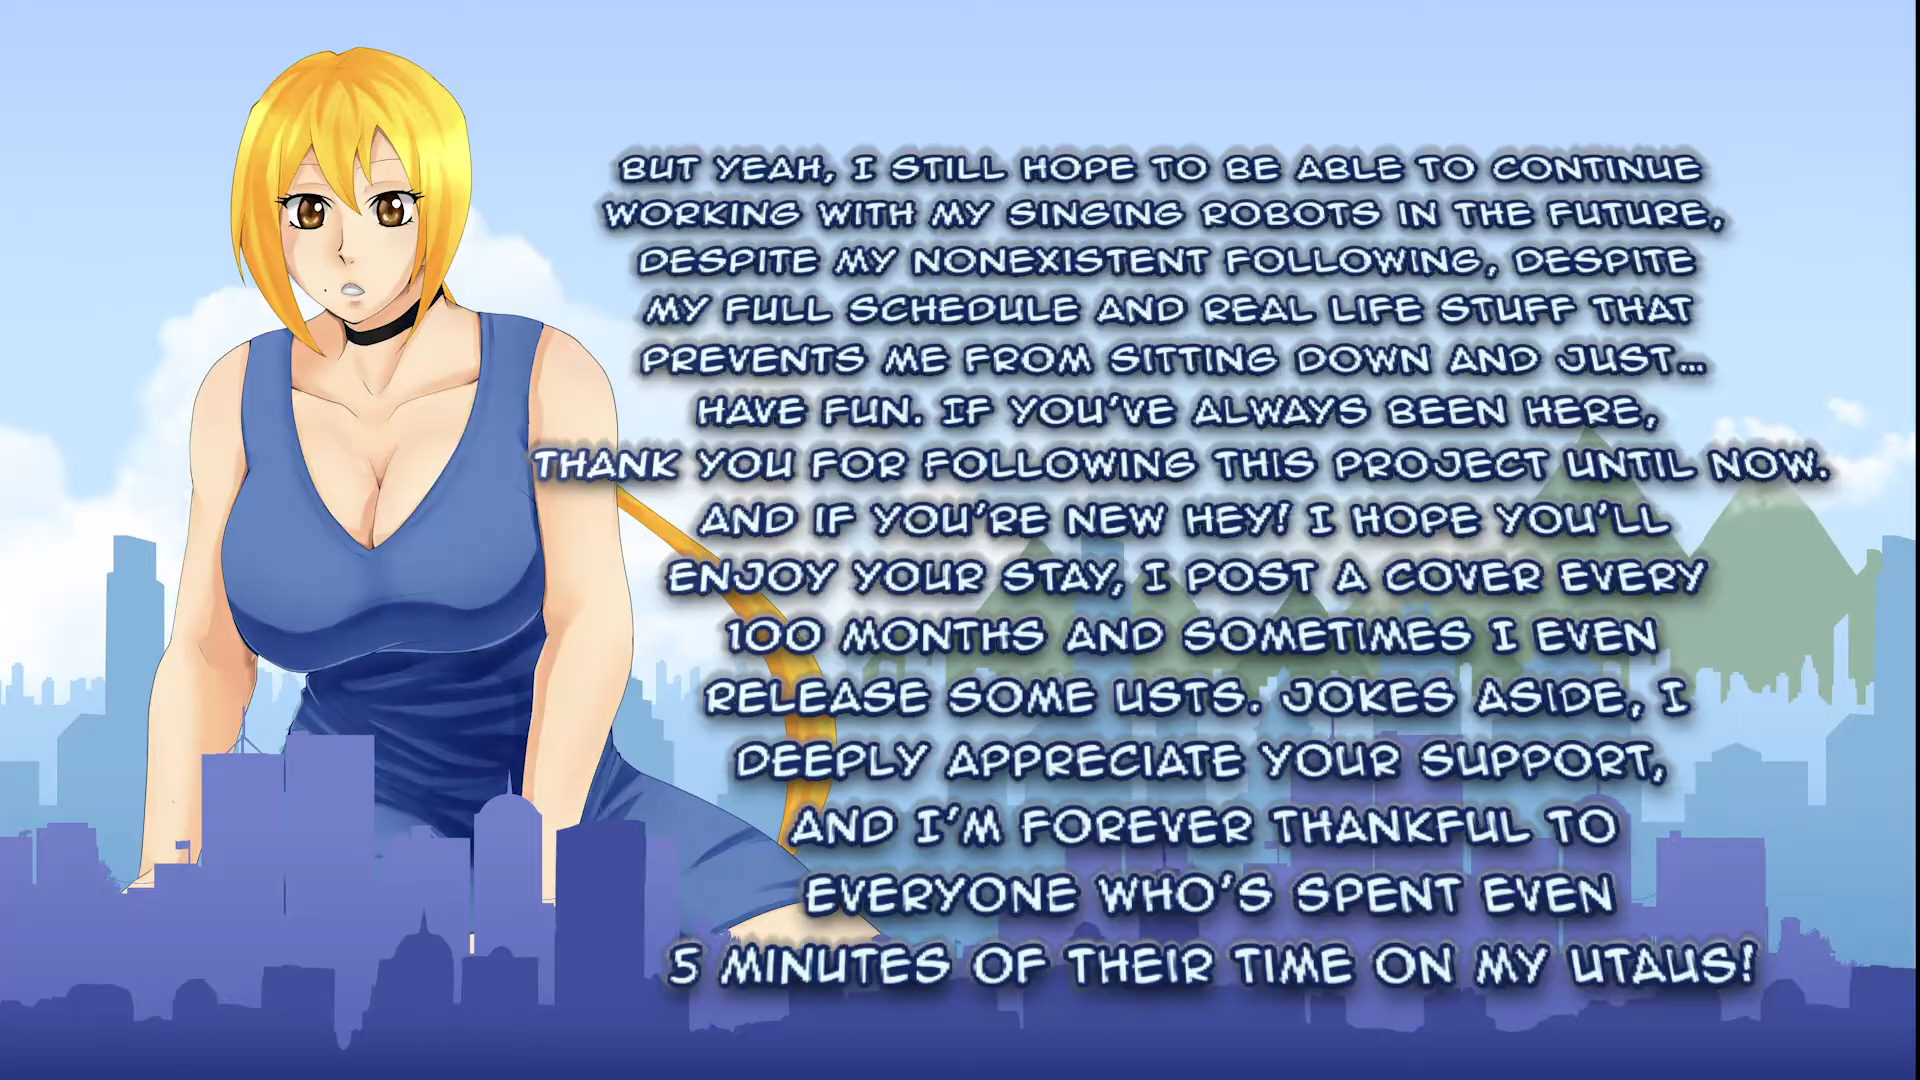 BUT YEAH, I STILL HOPE TO BE ABLE TO CONTINUE
WORKING WITH MY SINGING ROBOTS IN THE FUTURE,
DESPITE MY NONEXISTENT FOLLOWING, DESPITE
MY FULL SCHEDULE AND REAL LIFE STUFF THAT
PREVENTS ME FROM SITTING DOWN AND JUST...
HAVE FUN. IF YOU'VE ALWAYS BEEN HERE,
THANK YOU FOR FOLLOWING THIS PROJECT UNTIL NOW.
AND IF YOU'RE NEW HEY! I HOPE YOU'LL
ENJOY YOUR STAY, I POST A COVER EVERY
100 MONTHS AND SOMETIMES I EVEN
RELEASE SOME USTS. JOKES ASIDE, I
DEEPLY APPRECIATE YOUR SUPPORT,
AND I'M FOREVER THANKFUL TO
EVERYONE WHO'S SPENT EVEN
5 MINUTES OF THEIR TIME ON MY UTAUS!